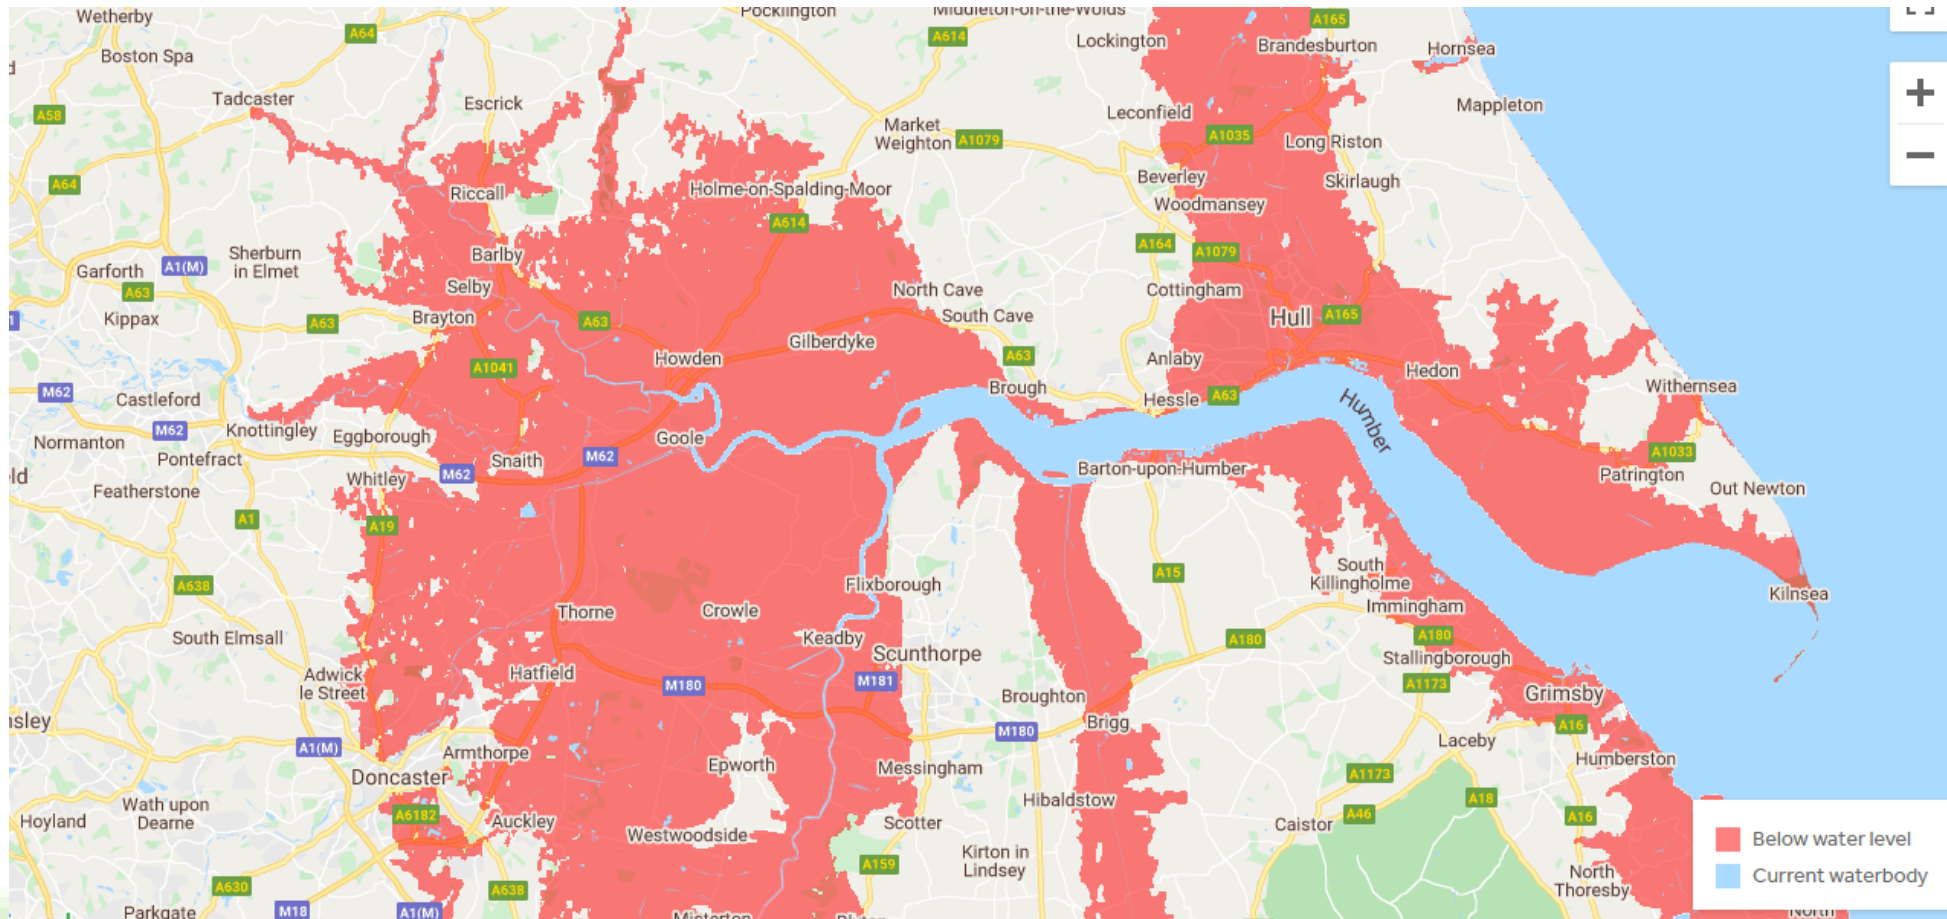 Wetherby
Pocklington
Middleton-on-the-Wolds
A165
A64
A614
Lockington
Brandesburton
Hornsea
Boston Spa
Tadcaster
Escrick
A58
Leconfield
Mappleton
Market
Weighton
A1079
A1035
Long Riston
A64
Riccall
Holme-on-Spalding-Moor
Beverley
Skirlaugh
Woodmansey
A614
A164
A1079
Sherburn
in Elmet
Barlby
Garforth
A1(M)
A63
Selby
North Cave
Cottingham
Kippax
A63
Brayton
A63
South Cave
Hull
A165
Gilberdyke
Howden
A63
Anlaby
A1041
Hedon
Brough
Hessle
A63
Withernsea
M62
Castleford
M62
Knottingley
Eggborough
Goole
Humber
Normanton
Pontefract
M62
Snaith
M62
Barton-upon-Humber
A1033
Patrington
Featherstone
Whitley
Out Newton
A1
A19
A638
Flixborough
A15
South
Killingholme
Kilnsea
Thorne
Crowle
Immingham
South Elmsall
Keadby
Scunthorpe
A180
A180
Adwick
le Street
Hatfield
M180
M181
Stallingborough
A1173
Broughton
Grimsby
A1(M)
M180
Brigg
A16
Armthorpe
Laceby
Doncaster
Epworth
Messingham
A1173
Humberston
Wath upon
Dearne
Hoyland
A6182
Auckley
Westwoodside
Scotter
Hibaldstow
Caistor
A46
A18
A16
A159
Kirton in
Lindsey
North
Thoresby
A630
A638
Parkgate
M18
A1(M)
Misterton
North
+
−
Below water level
Current waterbody